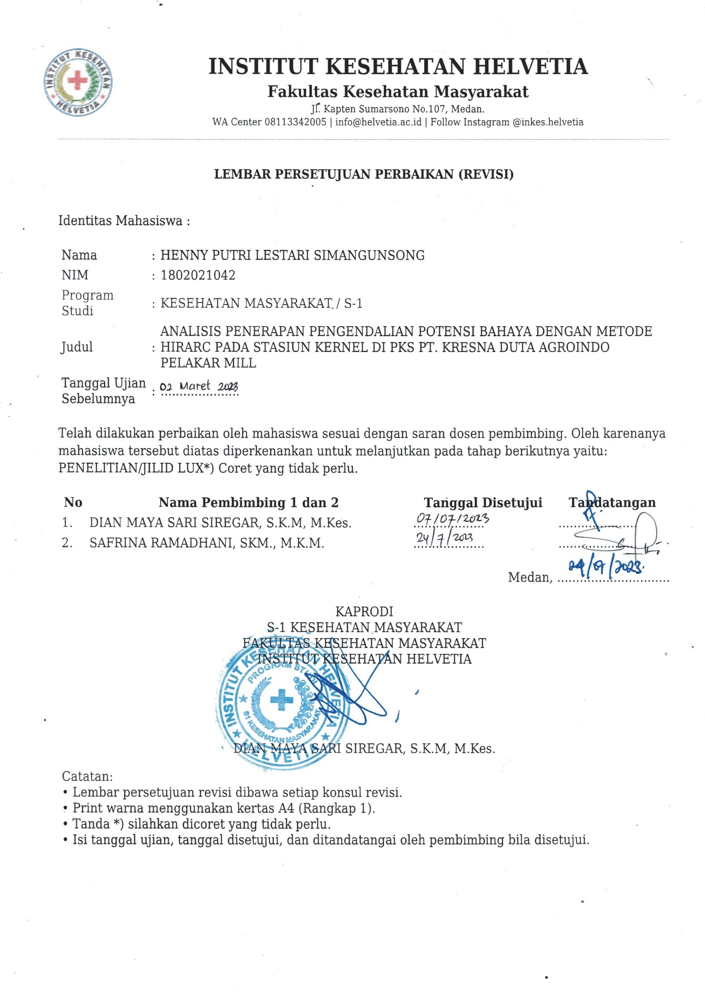 INSTITUT KESEHATAN HELVETIA
INSTITUT KESEHATAN HELVETIA
Fakultas Kesehatan Masyarakat
Jl. Kapten Sumarsono No.107, Medan.
WA Center 08113342005 | info@helvetia.ac.id | Follow Instagram @inkes.helvetia
LEMBAR PERSETUJUAN PERBAIKAN (REVISI)
Identitas Mahasiswa :
Nama : HENNY PUTRI LESTARI SIMANGUNSONG
NIM : 1802021042
Program Studi : KESEHATAN MASYARAKAT / S-1
Judul : ANALISIS PENERAPAN PENGENDALIAN POTENSI BAHAYA DENGAN METODE
HIRARC PADA STASIUN KERNEL DI PKS PT. KRESNA DUTA AGROINDO
PELAKAR MILL
Tanggal Ujian Sebelumnya : 02 Maret 2023
Telah dilakukan perbaikan oleh mahasiswa sesuai dengan saran dosen pembimbing. Oleh karenanya
mahasiswa tersebut diatas diperkenankan untuk melanjutkan pada tahap berikutnya yaitu:
PENELITIAN/JILID LUX*) Coret yang tidak perlu.
No Nama Pembimbing 1 dan 2 Tanggal Disetujui Tandatangan
1. DIAN MAYA SARI SIREGAR, S.K.M, M.Kes. 07/07/2023
2. SAFRINA RAMADHANI, SKM., M.K.M. 24/7/2023
Medan, 24/07/2023.
KAPRODI
S-1 KESEHATAN MASYARAKAT
FAKULTAS KESEHATAN MASYARAKAT
INSTITUT KESEHATAN HELVETIA
INSTITUT KESEHATAN HELVETIA
PROGRAM STUDI
S1 KESEHATAN MASYARAKAT
HELVETIA
DIAN MAYA SARI SIREGAR, S.K.M, M.Kes.
Catatan:
• Lembar persetujuan revisi dibawa setiap konsul revisi.
• Print warna menggunakan kertas A4 (Rangkap 1).
• Tanda *) silahkan dicoret yang tidak perlu.
• Isi tanggal ujian, tanggal disetujui, dan ditandatangai oleh pembimbing bila disetujui.